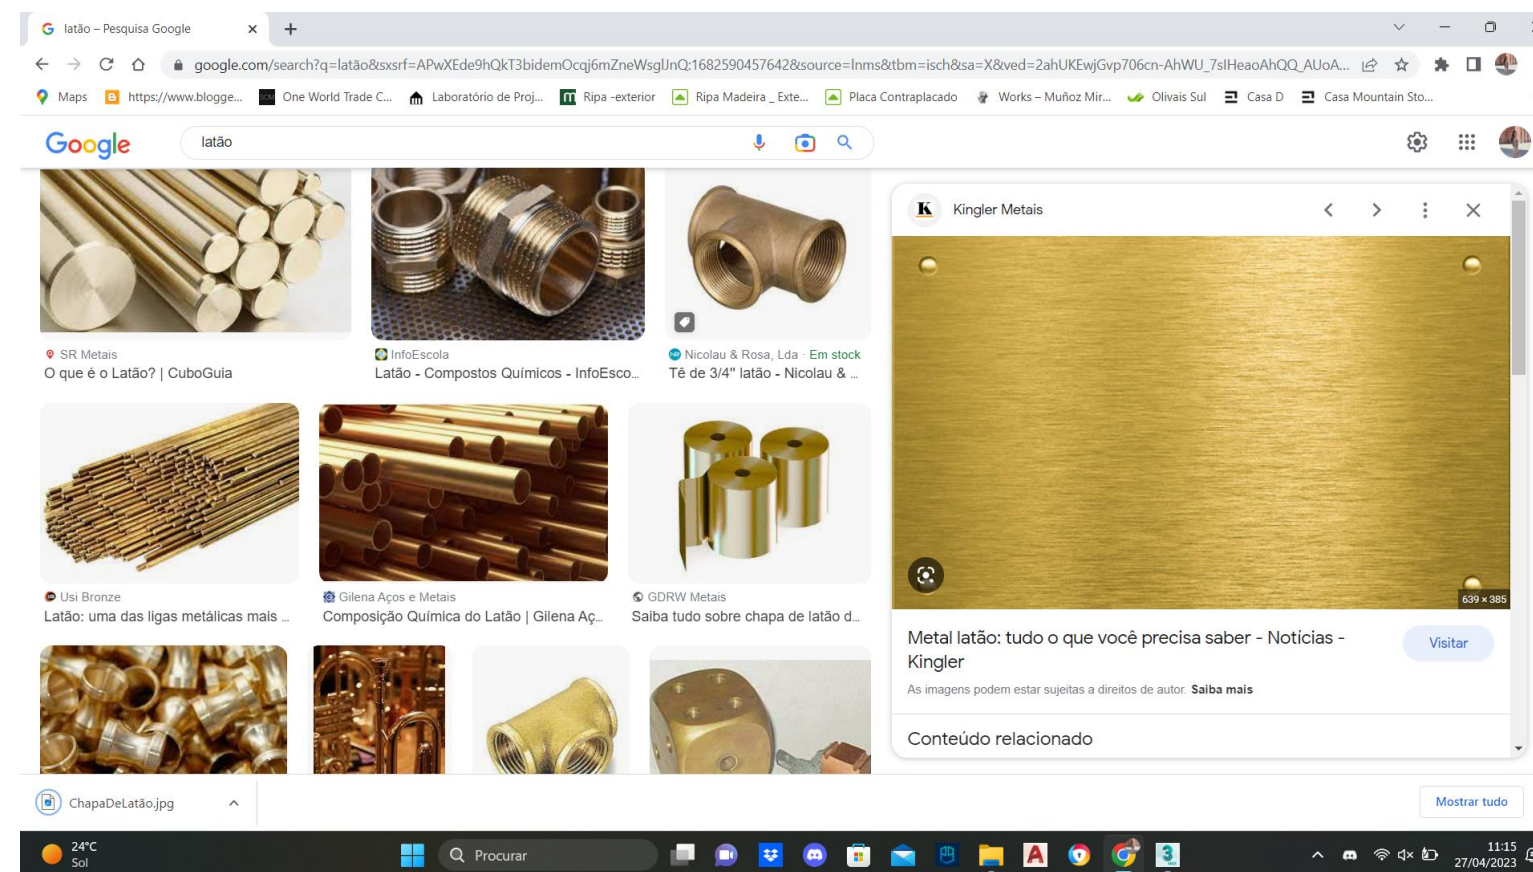 latão – Pesquisa Google
google.com/search?q=latão&sxsrf=APwXEde9hQkT3bidemOcqj6mZneWsglJnQ:1682590457642&source=lnms&tbm=isch&sa=X&ved=2ahUKEwjGvp706cn-AhWU_7sIHeaoAhQQ_AUoA...
Maps https://www.blogge... One World Trade C... Laboratório de Proj... Ripa -exterior Ripa Madeira _ Exte... Placa Contraplacado Works – Muñoz Mir... Olivais Sul Casa D Casa Mountain Sto...
Google latão
SR Metais
O que é o Latão? | CuboGuia
InfoEscola
Latão - Compostos Químicos - InfoEsco...
Nicolau & Rosa, Lda · Em stock
Tê de 3/4" latão - Nicolau & ...
Usi Bronze
Latão: uma das ligas metálicas mais ...
Gilena Aços e Metais
Composição Química do Latão | Gilena Aç...
GDRW Metais
Saiba tudo sobre chapa de latão d...
K Kingler Metais
639 × 385
Metal latão: tudo o que você precisa saber - Notícias -
Kingler
Visitar
As imagens podem estar sujeitas a direitos de autor. Saiba mais
Conteúdo relacionado
ChapaDeLatão.jpg
Mostrar tudo
24°C
Sol
Procurar
11:15
27/04/2023